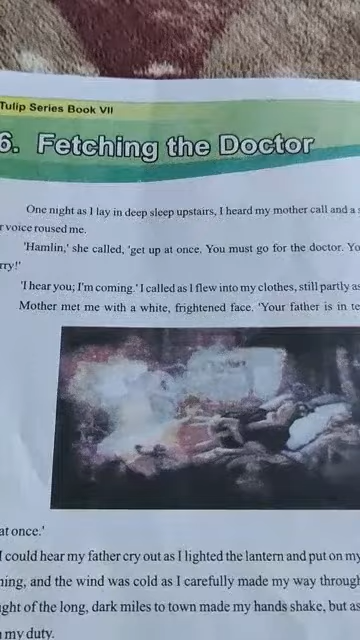 Tulip Series Book VII
6. Fetching the Doctor
One night as I lay in deep sleep upstairs, I heard my mother call and a
r voice roused me.
'Hamlin,' she called, 'get up at once. You must go for the doctor. Yo
rry!'
'I hear you; I'm coming.' I called as I flew into my clothes, still partly as
Mother met me with a white, frightened face. 'Your father is in te
at once.'
I could hear my father cry out as I lighted the lantern and put on my
ning, and the wind was cold as I carefully made my way through
ight of the long, dark miles to town made my hands shake, but as
my duty.